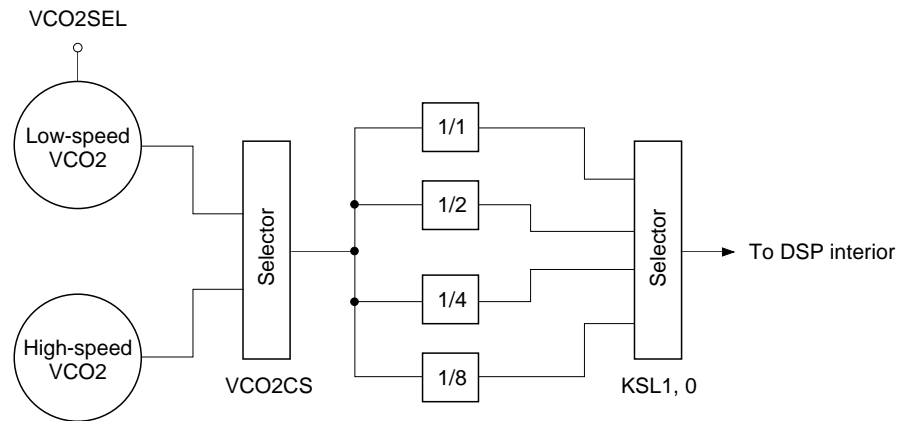 VCO2SEL
Low-speed
VCO2
High-speed
VCO2
Selector
VCO2CS
1/1
1/2
1/4
1/8
Selector
KSL1, 0
To DSP interior